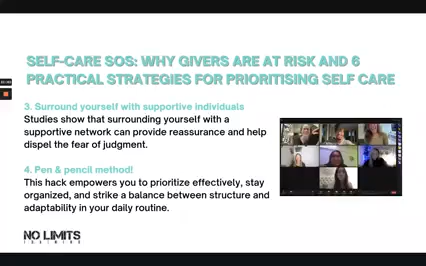 SELF-CARE SOS: WHY GIVERS ARE AT RISK AND 6
PRACTICAL STRATEGIES FOR PRIORITISING SELF CARE
3. Surround yourself with supportive individuals
Studies show that surrounding yourself with a
supportive network can provide reassurance and help
dispel the fear of judgment.
4. Pen & pencil method!
This hack empowers you to prioritize effectively, stay
organized, and strike a balance between structure and
adaptability in your daily routine.
NO LIMITS
TRAINING